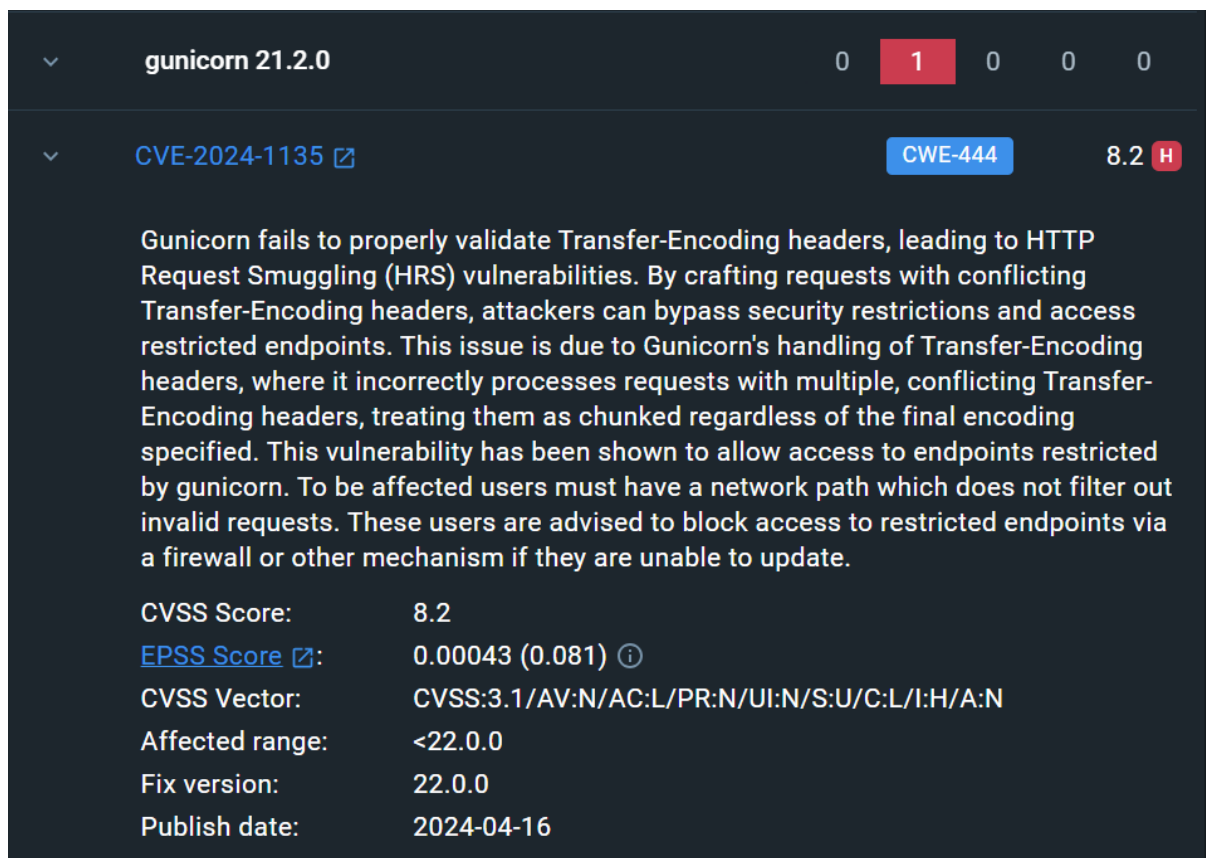 gunicorn 21.2.0 0 1 0 0 0
CVE-2024-1135 CWE-444 8.2 H
Gunicorn fails to properly validate Transfer-Encoding headers, leading to HTTP
Request Smuggling (HRS) vulnerabilities. By crafting requests with conflicting
Transfer-Encoding headers, attackers can bypass security restrictions and access
restricted endpoints. This issue is due to Gunicorn's handling of Transfer-Encoding
headers, where it incorrectly processes requests with multiple, conflicting Transfer-
Encoding headers, treating them as chunked regardless of the final encoding
specified. This vulnerability has been shown to allow access to endpoints restricted
by gunicorn. To be affected users must have a network path which does not filter out
invalid requests. These users are advised to block access to restricted endpoints via
a firewall or other mechanism if they are unable to update.
CVSS Score: 8.2
EPSS Score : 0.00043 (0.081)
CVSS Vector: CVSS:3.1/AV:N/AC:L/PR:N/UI:N/S:U/C:L/I:H/A:N
Affected range: <22.0.0
Fix version: 22.0.0
Publish date: 2024-04-16